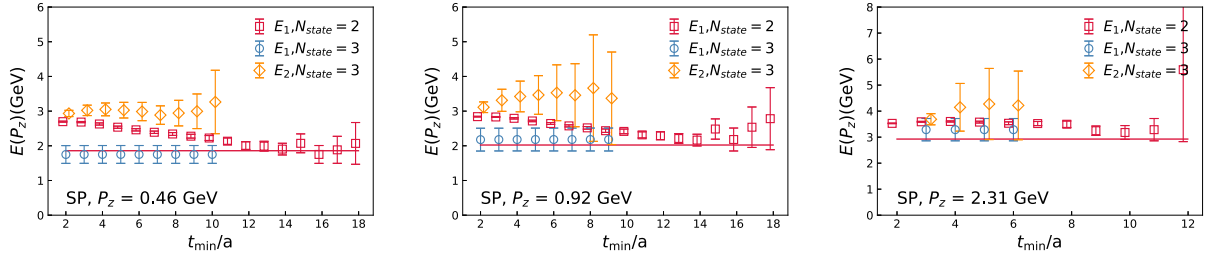 E(P_z)(GeV)
6
5
4
3
2
1
0
E_1, N_state = 2
E_1, N_state = 3
E_2, N_state = 3
SP, P_z = 0.46 GeV
2 4 6 8 10 12 14 16 18
t_min/a
E(P_z)(GeV)
6
5
4
3
2
1
0
E_1, N_state = 2
E_1, N_state = 3
E_2, N_state = 3
SP, P_z = 0.92 GeV
2 4 6 8 10 12 14 16 18
t_min/a
E(P_z)(GeV)
8
7
6
5
4
3
2
1
0
E_1, N_state = 2
E_1, N_state = 3
E_2, N_state = 3
SP, P_z = 2.31 GeV
2 4 6 8 10 12
t_min/a